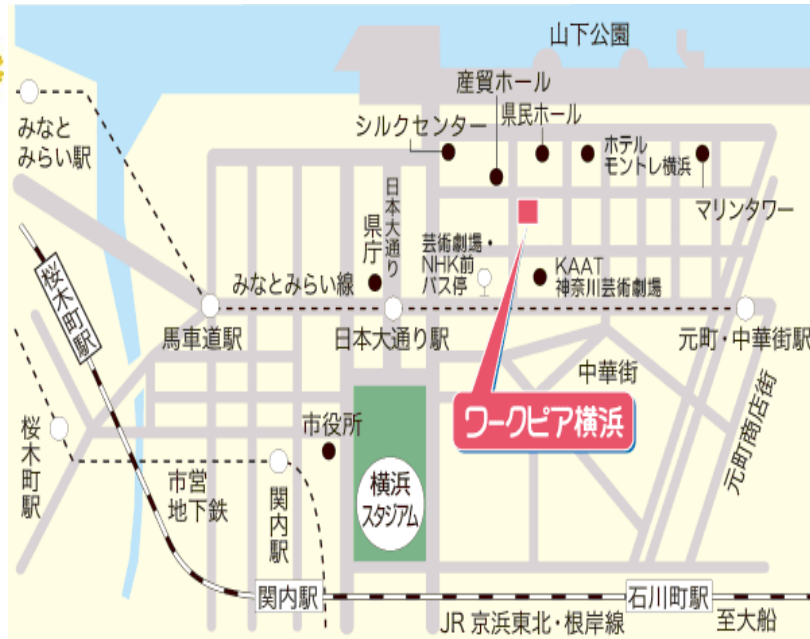 山下公園
産貿ホール
県民ホール
シルクセンター
ホテル
モントレ横浜
マリンタワー
みなと
みらい駅
日本大通り
県庁
芸術劇場・
NHK前
バス停
KAAT
神奈川芸術劇場
みなとみらい線
桜木町駅
馬車道駅
日本大通り駅
元町・中華街駅
中華街
ワークピア横浜
元町商店街
桜木町駅
市役所
市営
地下鉄
関内駅
横浜
スタジアム
関内駅
石川町駅
JR 京浜東北・根岸線
至大船